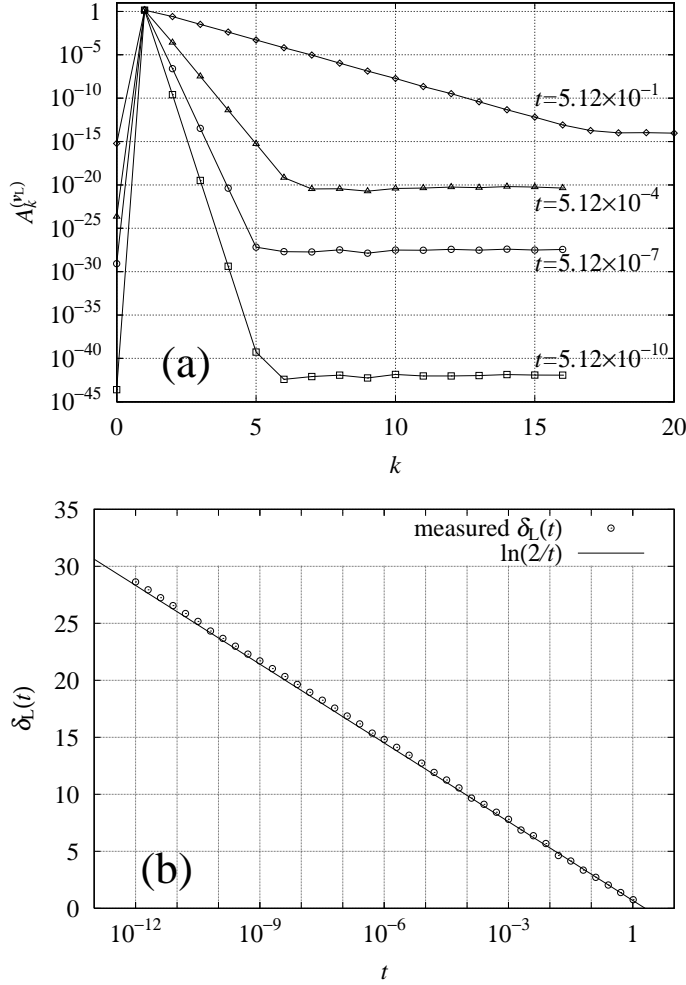 1
10⁻⁵
10⁻¹⁰
10⁻¹⁵
10⁻²⁰
10⁻²⁵
10⁻³⁰
10⁻³⁵
10⁻⁴⁰
10⁻⁴⁵
A_k^(ν_L)
t=5.12×10⁻¹
t=5.12×10⁻⁴
t=5.12×10⁻⁷
t=5.12×10⁻¹⁰
(a)
0 5 10 15 20
k
35
30
25
20
15
10
5
0
δ_L(t)
measured δ_L(t)
ln(2/t)
(b)
10⁻¹² 10⁻⁹ 10⁻⁶ 10⁻³ 1
t